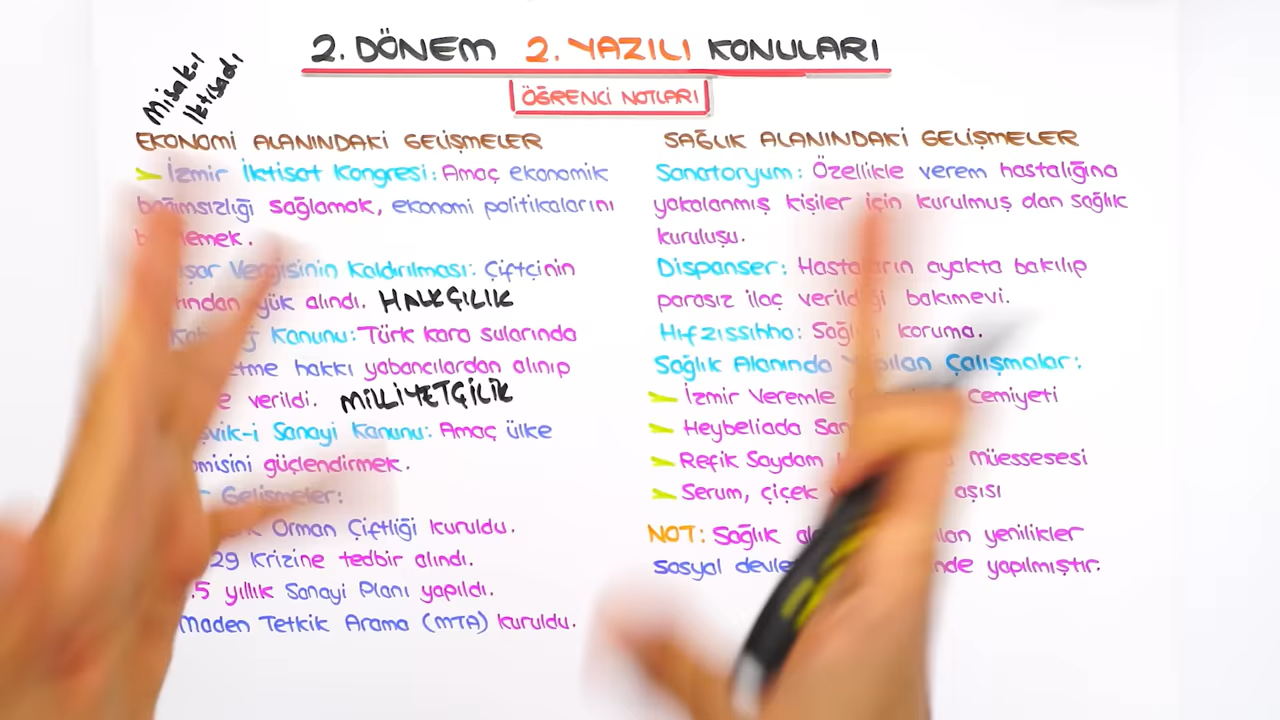 2. DÖNEM 2. YAZILI KONULARI
ÖĞRENCİ NOTLARI
Misak-ı
İktisadı
EKONOMİ ALANINDAKİ GELİŞMELER
İzmir İktisat Kongresi: Amaç ekonomik
bağımsızlığı sağlamak, ekonomi politikalarını
Vergisinin Kaldırılması: Çiftçinin
yük alındı. HALKÇILIK
Kanunu: Türk kara sularında
hakkı yabancılardan alınıp
verildi. MİLLİYETÇİLİK
Sanayi Kanunu: Amaç ülke
güçlendirmek.
Gelişmeler:
Orman Çiftliği kuruldu.
29 Krizine tedbir alındı.
5 yıllık Sanayi Planı yapıldı.
Maden Tetkik Arama (MTA) kuruldu.
SAĞLIK ALANINDAKİ GELİŞMELER
Sanatoryum: Özellikle verem hastalığına
yakalanmış kişiler için kurulmuş olan sağlık
kuruluşu.
Dispanser: Hastaların ayakta bakılıp
parasız ilaç verildiği bakımevi.
Hıfzıssıhha: Sağlığı koruma.
Sağlık Alanında Yapılan Çalışmalar:
İzmir Veremle Cemiyeti
Heybeliada
Refik Saydam Müessesesi
Serum, çiçek aşısı
NOT: Sağlık yenilikler
sosyal yapılmıştır.